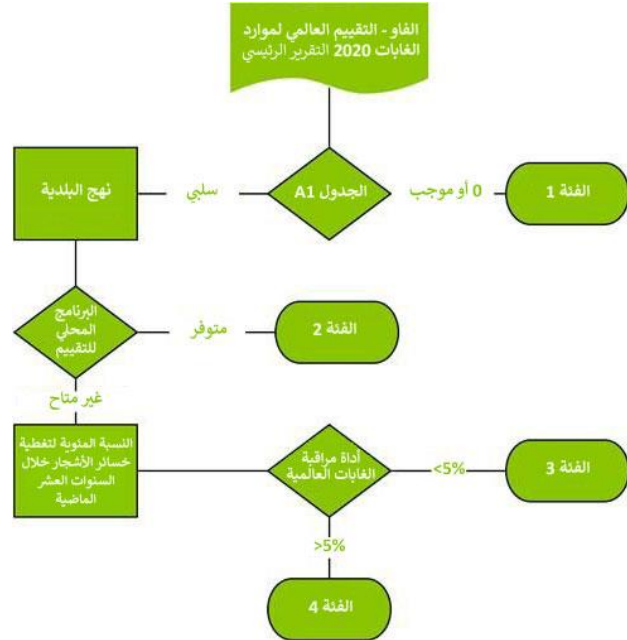 الفاو - التقييم العالمي لموارد
الغابات 2020 التقرير الرئيسي
الجدول A1
0 أو موجب
الفئة 1
سلبي
نهج البلدية
البرنامج
المحلي
للتقييم
متوفر
الفئة 2
غير متاح
النسبة المئوية لتغطية
خسائر الأشجار خلال
السنوات العشر
الماضية
أداة مراقبة
الغابات العالمية
<5%
الفئة 3
>5%
الفئة 4